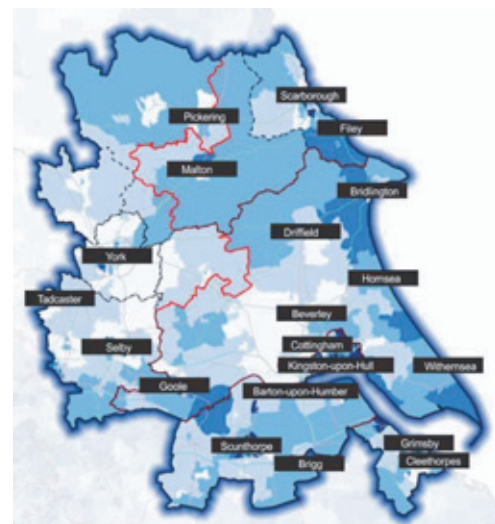 Scarborough
Pickering
Filey
Malton
Bridlington
Driffield
York
Hornsea
Tadcaster
Beverley
Selby
Cottingham
Kingston-upon-Hull
Withernsea
Goole
Barton-upon-Humber
Scunthorpe
Grimsby
Brigg
Cleethorpes